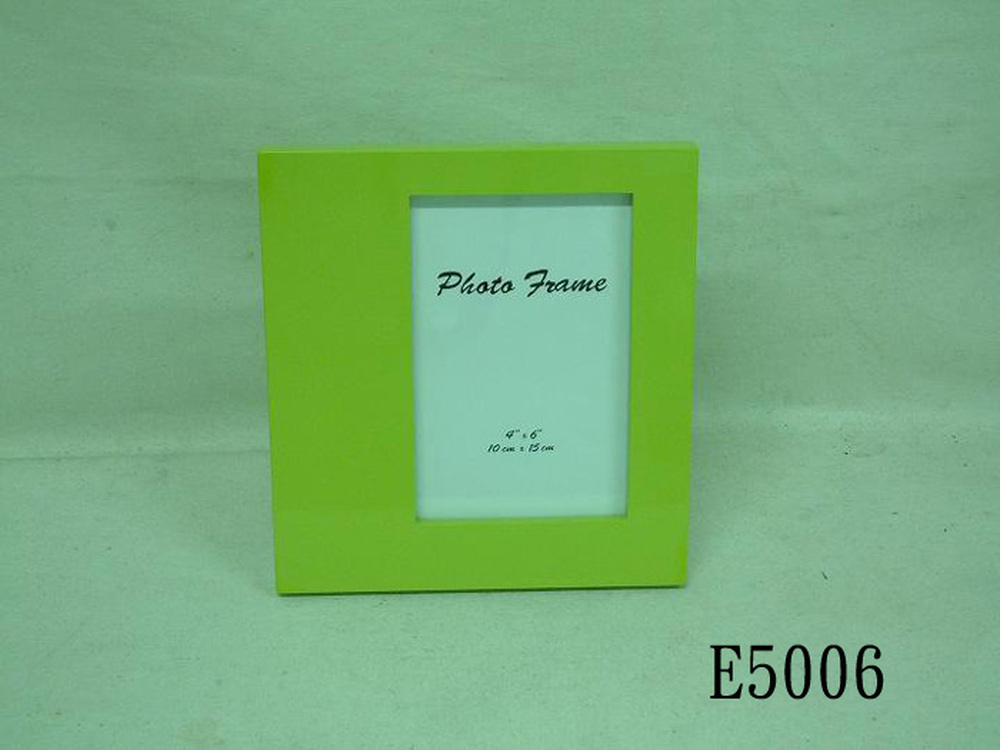 Photo Frame
4" x 6"
10 cm x 15 cm
E5006